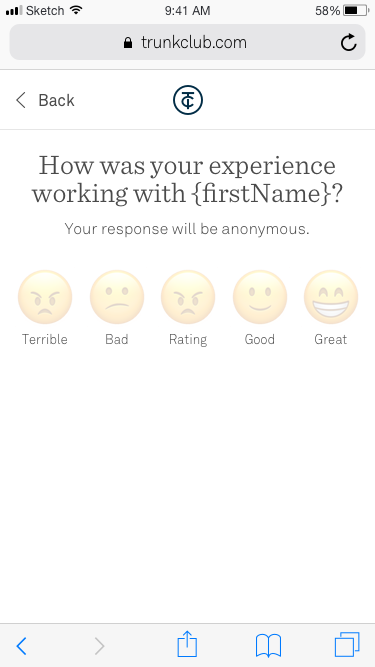 Sketch 9:41 AM 58%
trunkclub.com
Back TC
How was your experience
working with {firstName}?
Your response will be anonymous.
Terrible Bad Rating Good Great